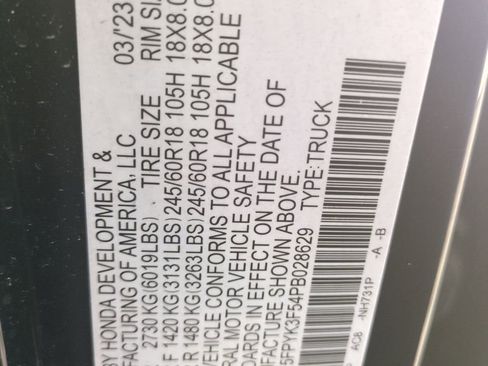 BY HONDA DEVELOPMENT &
FACTURING OF AMERICA, LLC 03/'23
2730 KG(6019LBS) TIRE SIZE RIM SI
F 1420 KG(3131LBS)245/60R18 105H 18X8.0
R 1480 KG(3263LBS)245/60R18 105H 18X8.0
VEHICLE CONFORMS TO ALL APPLICABLE
RAL MOTOR VEHICLE SAFETY
DARDS IN EFFECT ON THE DATE OF
FACTURE SHOWN ABOVE.
5FPYK3F54PB028629 TYPE:TRUCK
P AC8 -NH731P -A -B